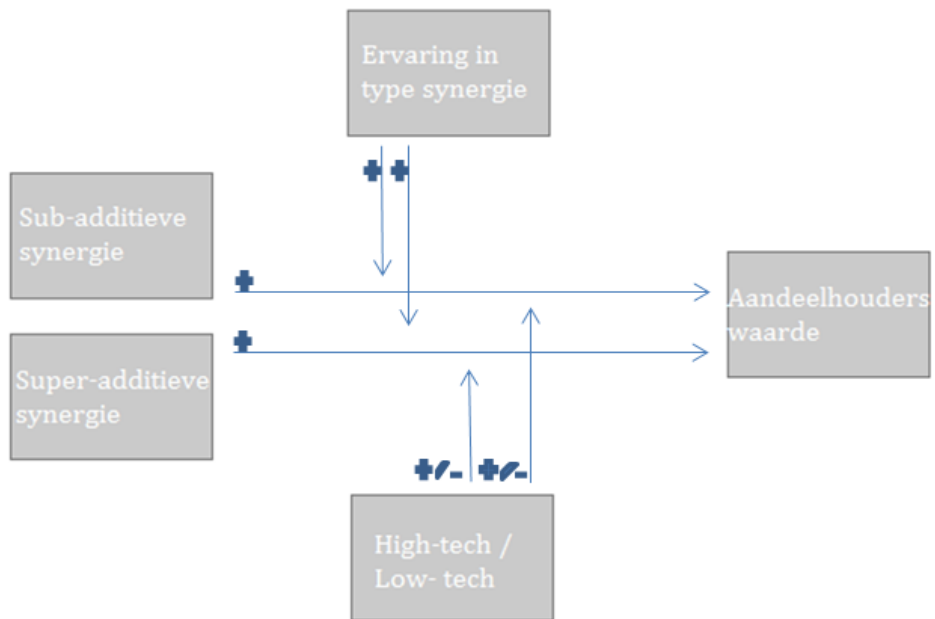 Ervaring in
type synergie
+ +
Sub-additieve
synergie
+
Aandeelhouders
waarde
+
Super-additieve
synergie
+/- +/-
High-tech /
Low- tech